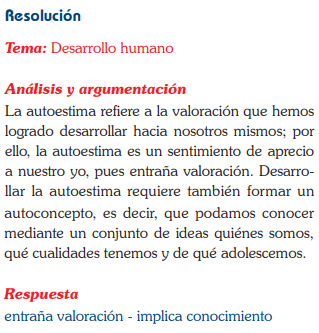 Resolución
Tema: Desarrollo humano
Análisis y argumentación
La autoestima refiere a la valoración que hemos
logrado desarrollar hacia nosotros mismos; por
ello, la autoestima es un sentimiento de aprecio
a nuestro yo, pues entraña valoración. Desarro-
llar la autoestima requiere también formar un
autoconcepto, es decir, que podamos conocer
mediante un conjunto de ideas quiénes somos,
qué cualidades tenemos y de qué adolescemos.
Respuesta
entraña valoración - implica conocimiento